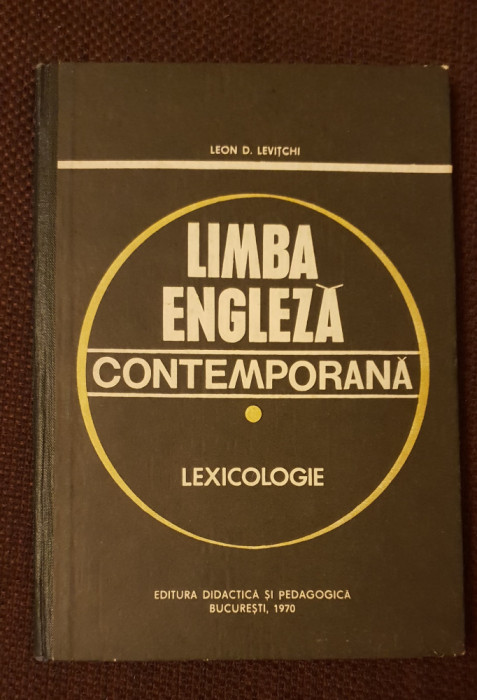 LEON D. LEVIȚCHI
LIMBA
ENGLEZĂ
CONTEMPORANĂ
LEXICOLOGIE
EDITURA DIDACTICĂ ȘI PEDAGOGICĂ
BUCUREȘTI, 1970